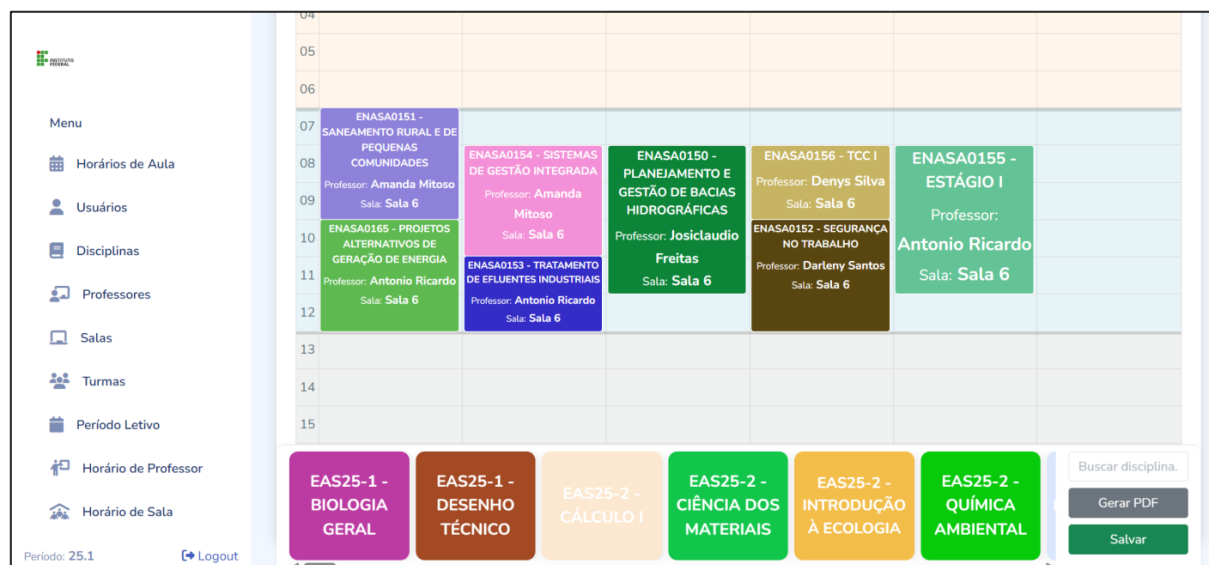 INSTITUTO
FEDERAL
Menu
Horários de Aula
Usuários
Disciplinas
Professores
Salas
Turmas
Período Letivo
Horário de Professor
Horário de Sala
Período: 25.1
Logout
04
05
06
07
08
09
10
11
12
13
14
15
ENASA0151 -
SANEAMENTO RURAL E DE
PEQUENAS
COMUNIDADES
Professor: Amanda Mitoso
Sala: Sala 6
ENASA0165 - PROJETOS
ALTERNATIVOS DE
GERAÇÃO DE ENERGIA
Professor: Antonio Ricardo
Sala: Sala 6
ENASA0154 - SISTEMAS
DE GESTÃO INTEGRADA
Professor: Amanda
Mitoso
Sala: Sala 6
ENASA0153 - TRATAMENTO
DE EFLUENTES INDUSTRIAIS
Professor: Antonio Ricardo
Sala: Sala 6
ENASA0150 -
PLANEJAMENTO E
GESTÃO DE BACIAS
HIDROGRÁFICAS
Professor: Josiclaudio
Freitas
Sala: Sala 6
ENASA0156 - TCC I
Professor: Denys Silva
Sala: Sala 6
ENASA0152 - SEGURANÇA
NO TRABALHO
Professor: Darleny Santos
Sala: Sala 6
ENASA0155 -
ESTÁGIO I
Professor:
Antonio Ricardo
Sala: Sala 6
EAS25-1 -
BIOLOGIA
GERAL
EAS25-1 -
DESENHO
TÉCNICO
EAS25-2 -
CÁLCULO I
EAS25-2 -
CIÊNCIA DOS
MATERIAIS
EAS25-2 -
INTRODUÇÃO
À ECOLOGIA
EAS25-2 -
QUÍMICA
AMBIENTAL
Buscar disciplina.
Gerar PDF
Salvar